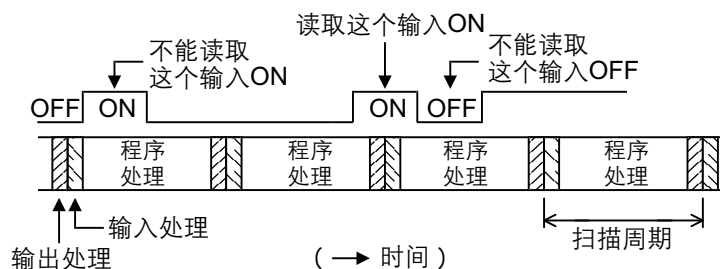 读取这个输入ON
不能读取
这个输入ON
不能读取
这个输入OFF
OFF
ON
ON
OFF
程序
处理
程序
处理
程序
处理
程序
处理
输入处理
输出处理
(→时间)
扫描周期